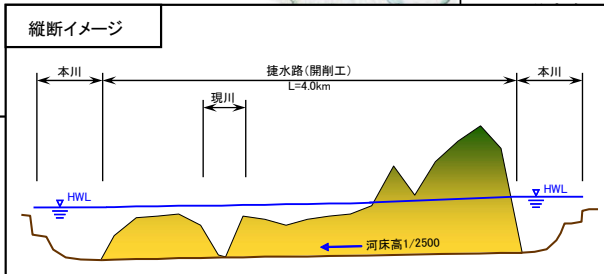 縦断イメージ
本川
捷水路(開削工)
本川
L=4.0km
現川
HWL
HWL
河床高1/2500